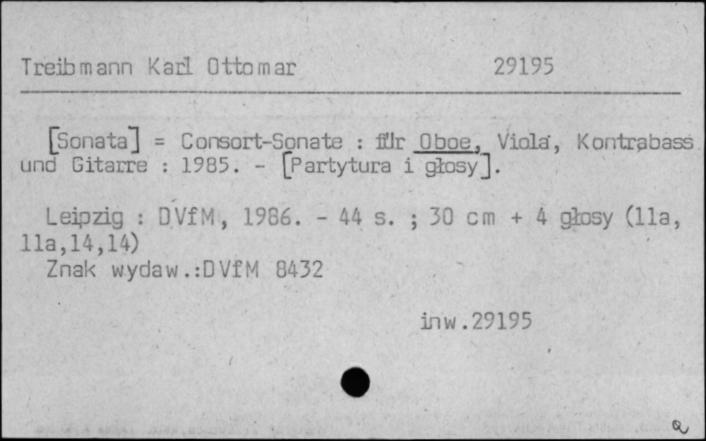 Treibmann Karl Ottomar 29195
[Sonata] = Consort-Sonate : für Oboe, Viola, Kontrabass
und Gitarre : 1985. - [Partytura i głosy].
Leipzig : DVfM, 1986. - 44 s. ; 30 cm + 4 głosy (11a,
11a,14,14)
Znak wydaw.:DVfM 8432
inw.29195